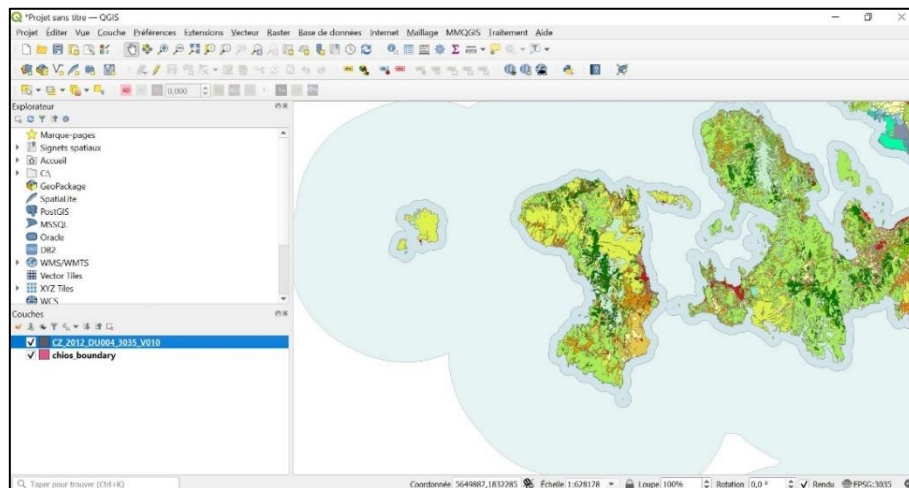 *Projet sans titre — QGIS
Projet Éditer Vue Couche Préférences Extensions Vecteur Raster Base de données Internet Maillage MMQGIS Traitement Aide
0,000
Explorateur
Marque-pages
Signets spatiaux
Accueil
C:\
GeoPackage
SpatiaLite
PostGIS
MSSQL
Oracle
DB2
WMS/WMTS
Vector Tiles
XYZ Tiles
WCS
Couches
CZ_2012_DU004_3035_V010
chios_boundary
Taper pour trouver (Ctrl+K)
Coordonnée 5649887,1832285 Échelle 1:628178 Loupe 100% Rotation 0,0 ° Rendu EPSG:3035